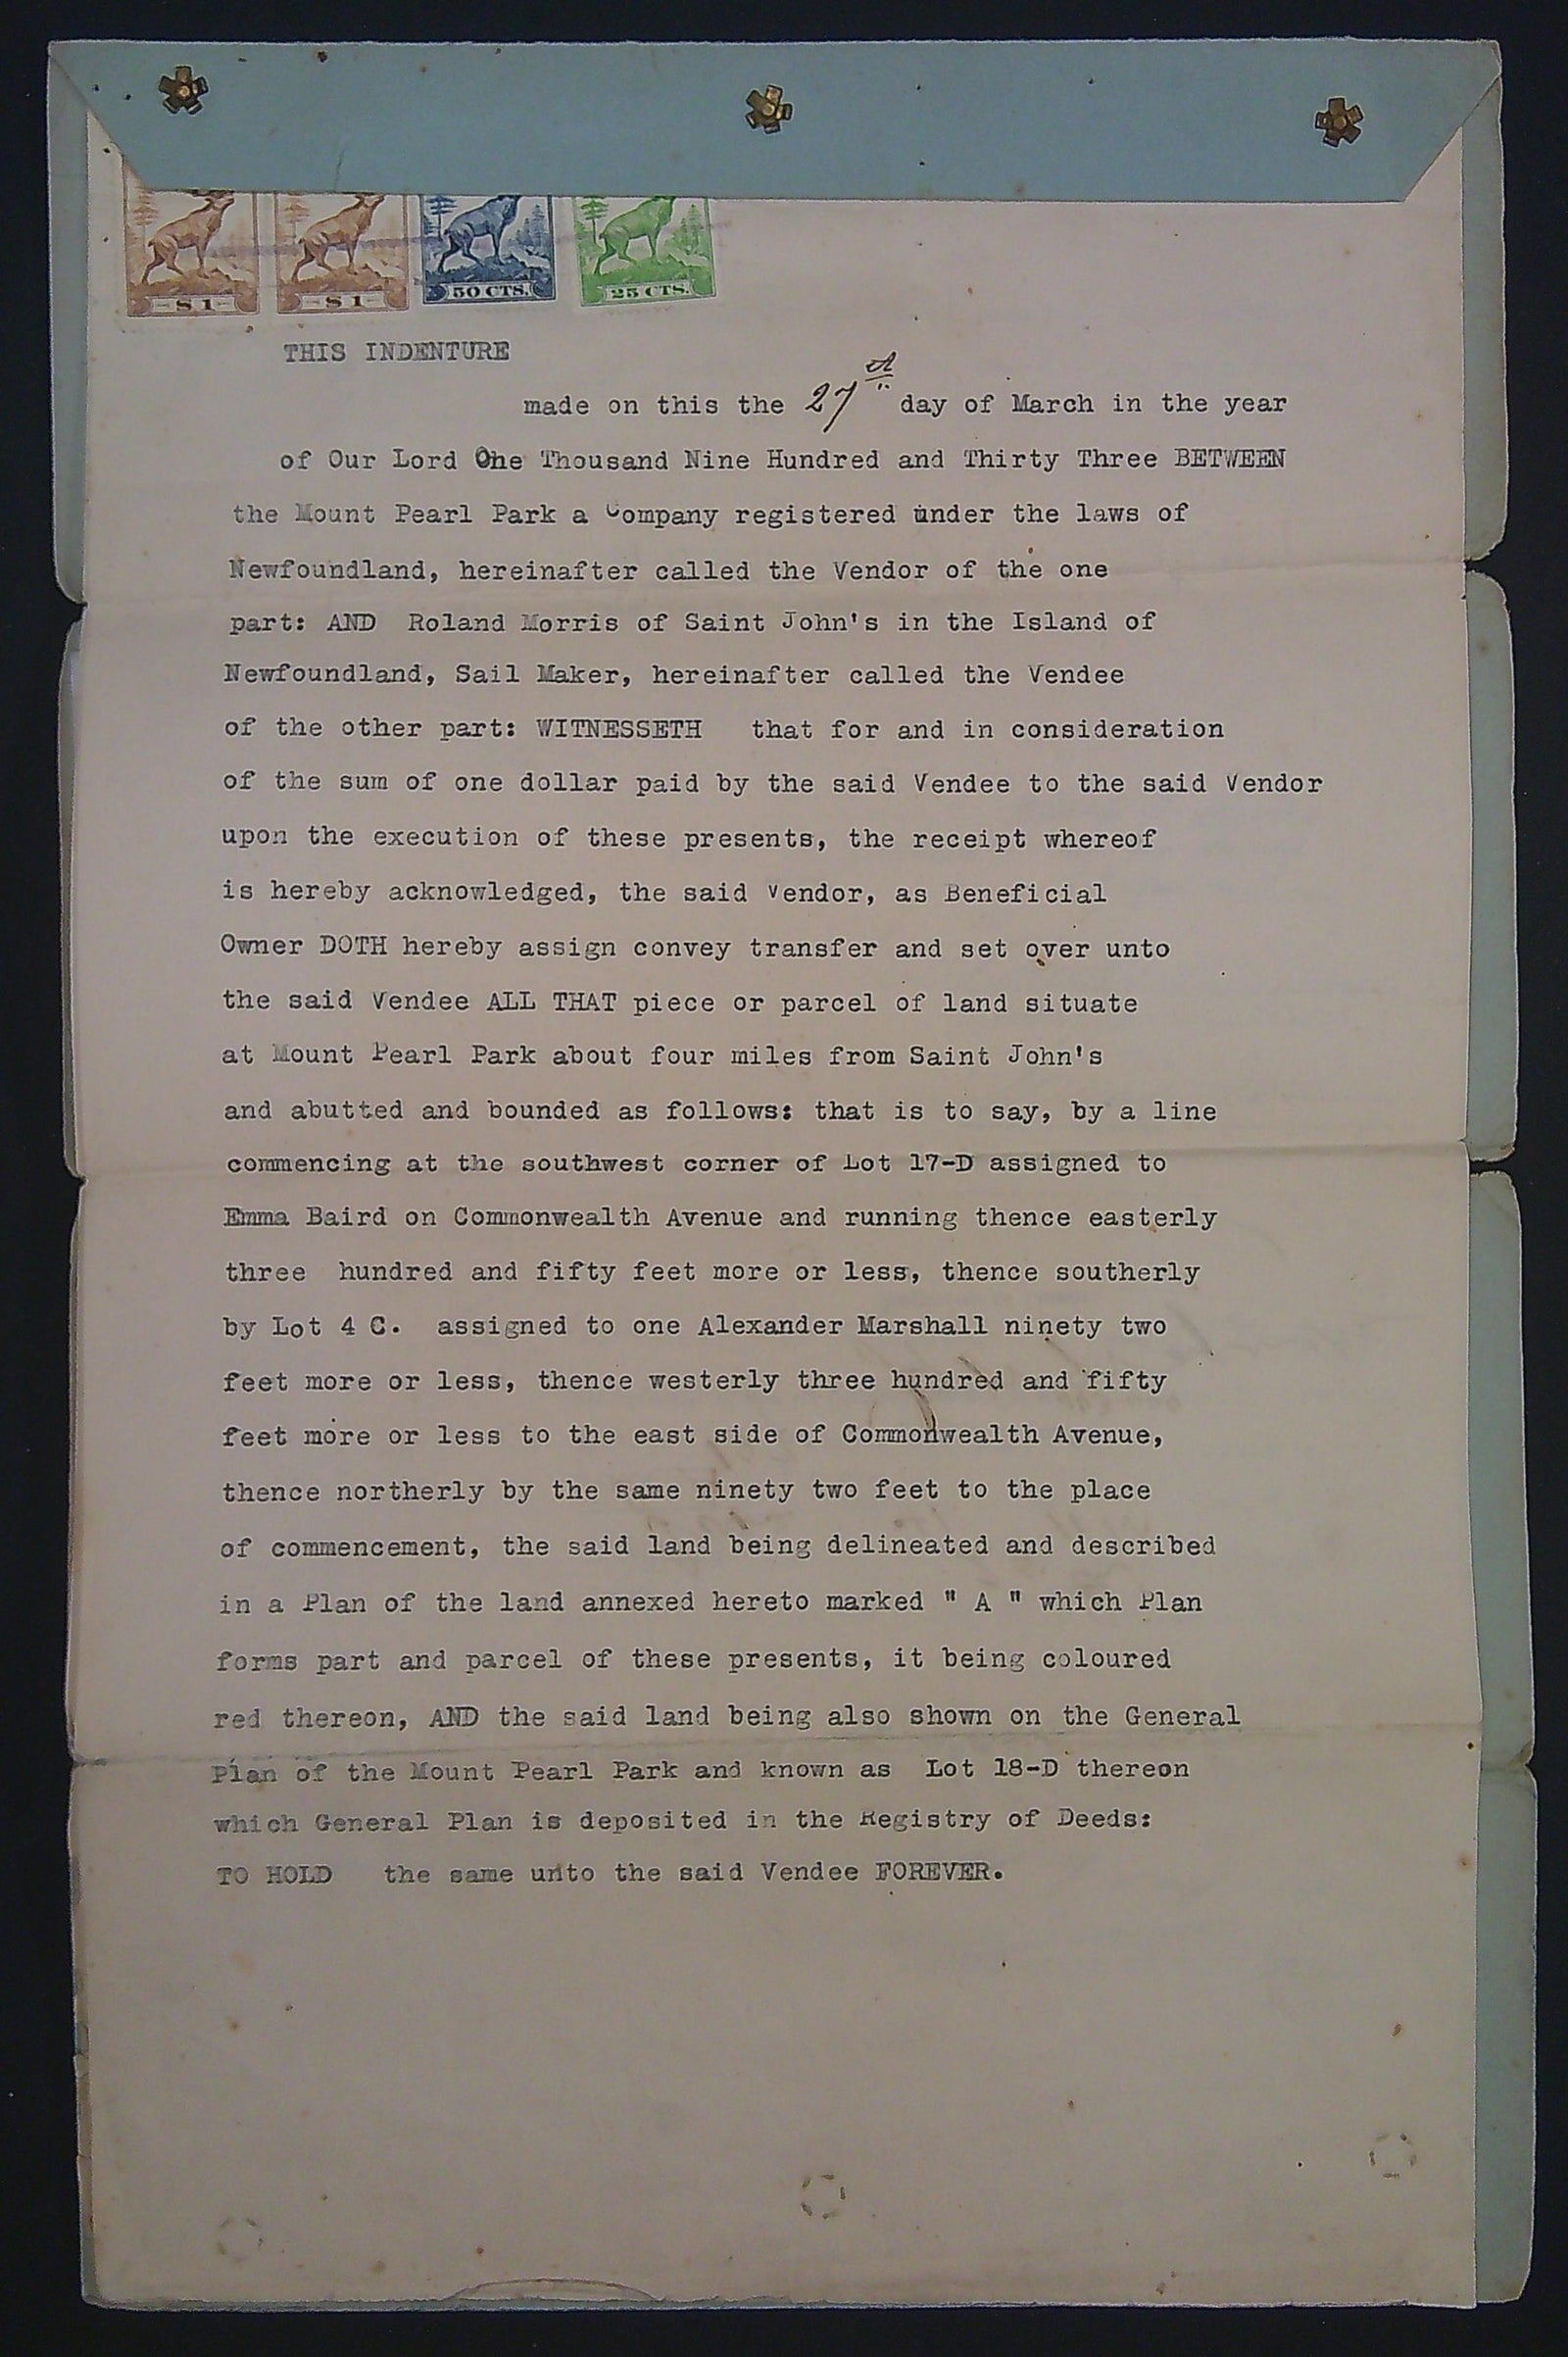 $1 $1 50 CTS. 25 CTS.
THIS INDENTURE
made on this the 27th day of March in the year
of Our Lord One Thousand Nine Hundred and Thirty Three BETWEEN
the Mount Pearl Park a Company registered under the laws of
Newfoundland, hereinafter called the Vendor of the one
part: AND Roland Morris of Saint John's in the Island of
Newfoundland, Sail Maker, hereinafter called the Vendee
of the other part: WITNESSETH that for and in consideration
of the sum of one dollar paid by the said Vendee to the said Vendor
upon the execution of these presents, the receipt whereof
is hereby acknowledged, the said Vendor, as Beneficial
Owner DOTH hereby assign convey transfer and set over unto
the said Vendee ALL THAT piece or parcel of land situate
at Mount Pearl Park about four miles from Saint John's
and abutted and bounded as follows: that is to say, by a line
commencing at the southwest corner of Lot 17-D assigned to
Emma Baird on Commonwealth Avenue and running thence easterly
three hundred and fifty feet more or less, thence southerly
by Lot 4 C. assigned to one Alexander Marshall ninety two
feet more or less, thence westerly three hundred and fifty
feet more or less to the east side of Commonwealth Avenue,
thence northerly by the same ninety two feet to the place
of commencement, the said land being delineated and described
in a Plan of the land annexed hereto marked " A " which Plan
forms part and parcel of these presents, it being coloured
red thereon, AND the said land being also shown on the General
Plan of the Mount Pearl Park and known as Lot 18-D thereon
which General Plan is deposited in the Registry of Deeds:
TO HOLD the same unto the said Vendee FOREVER.